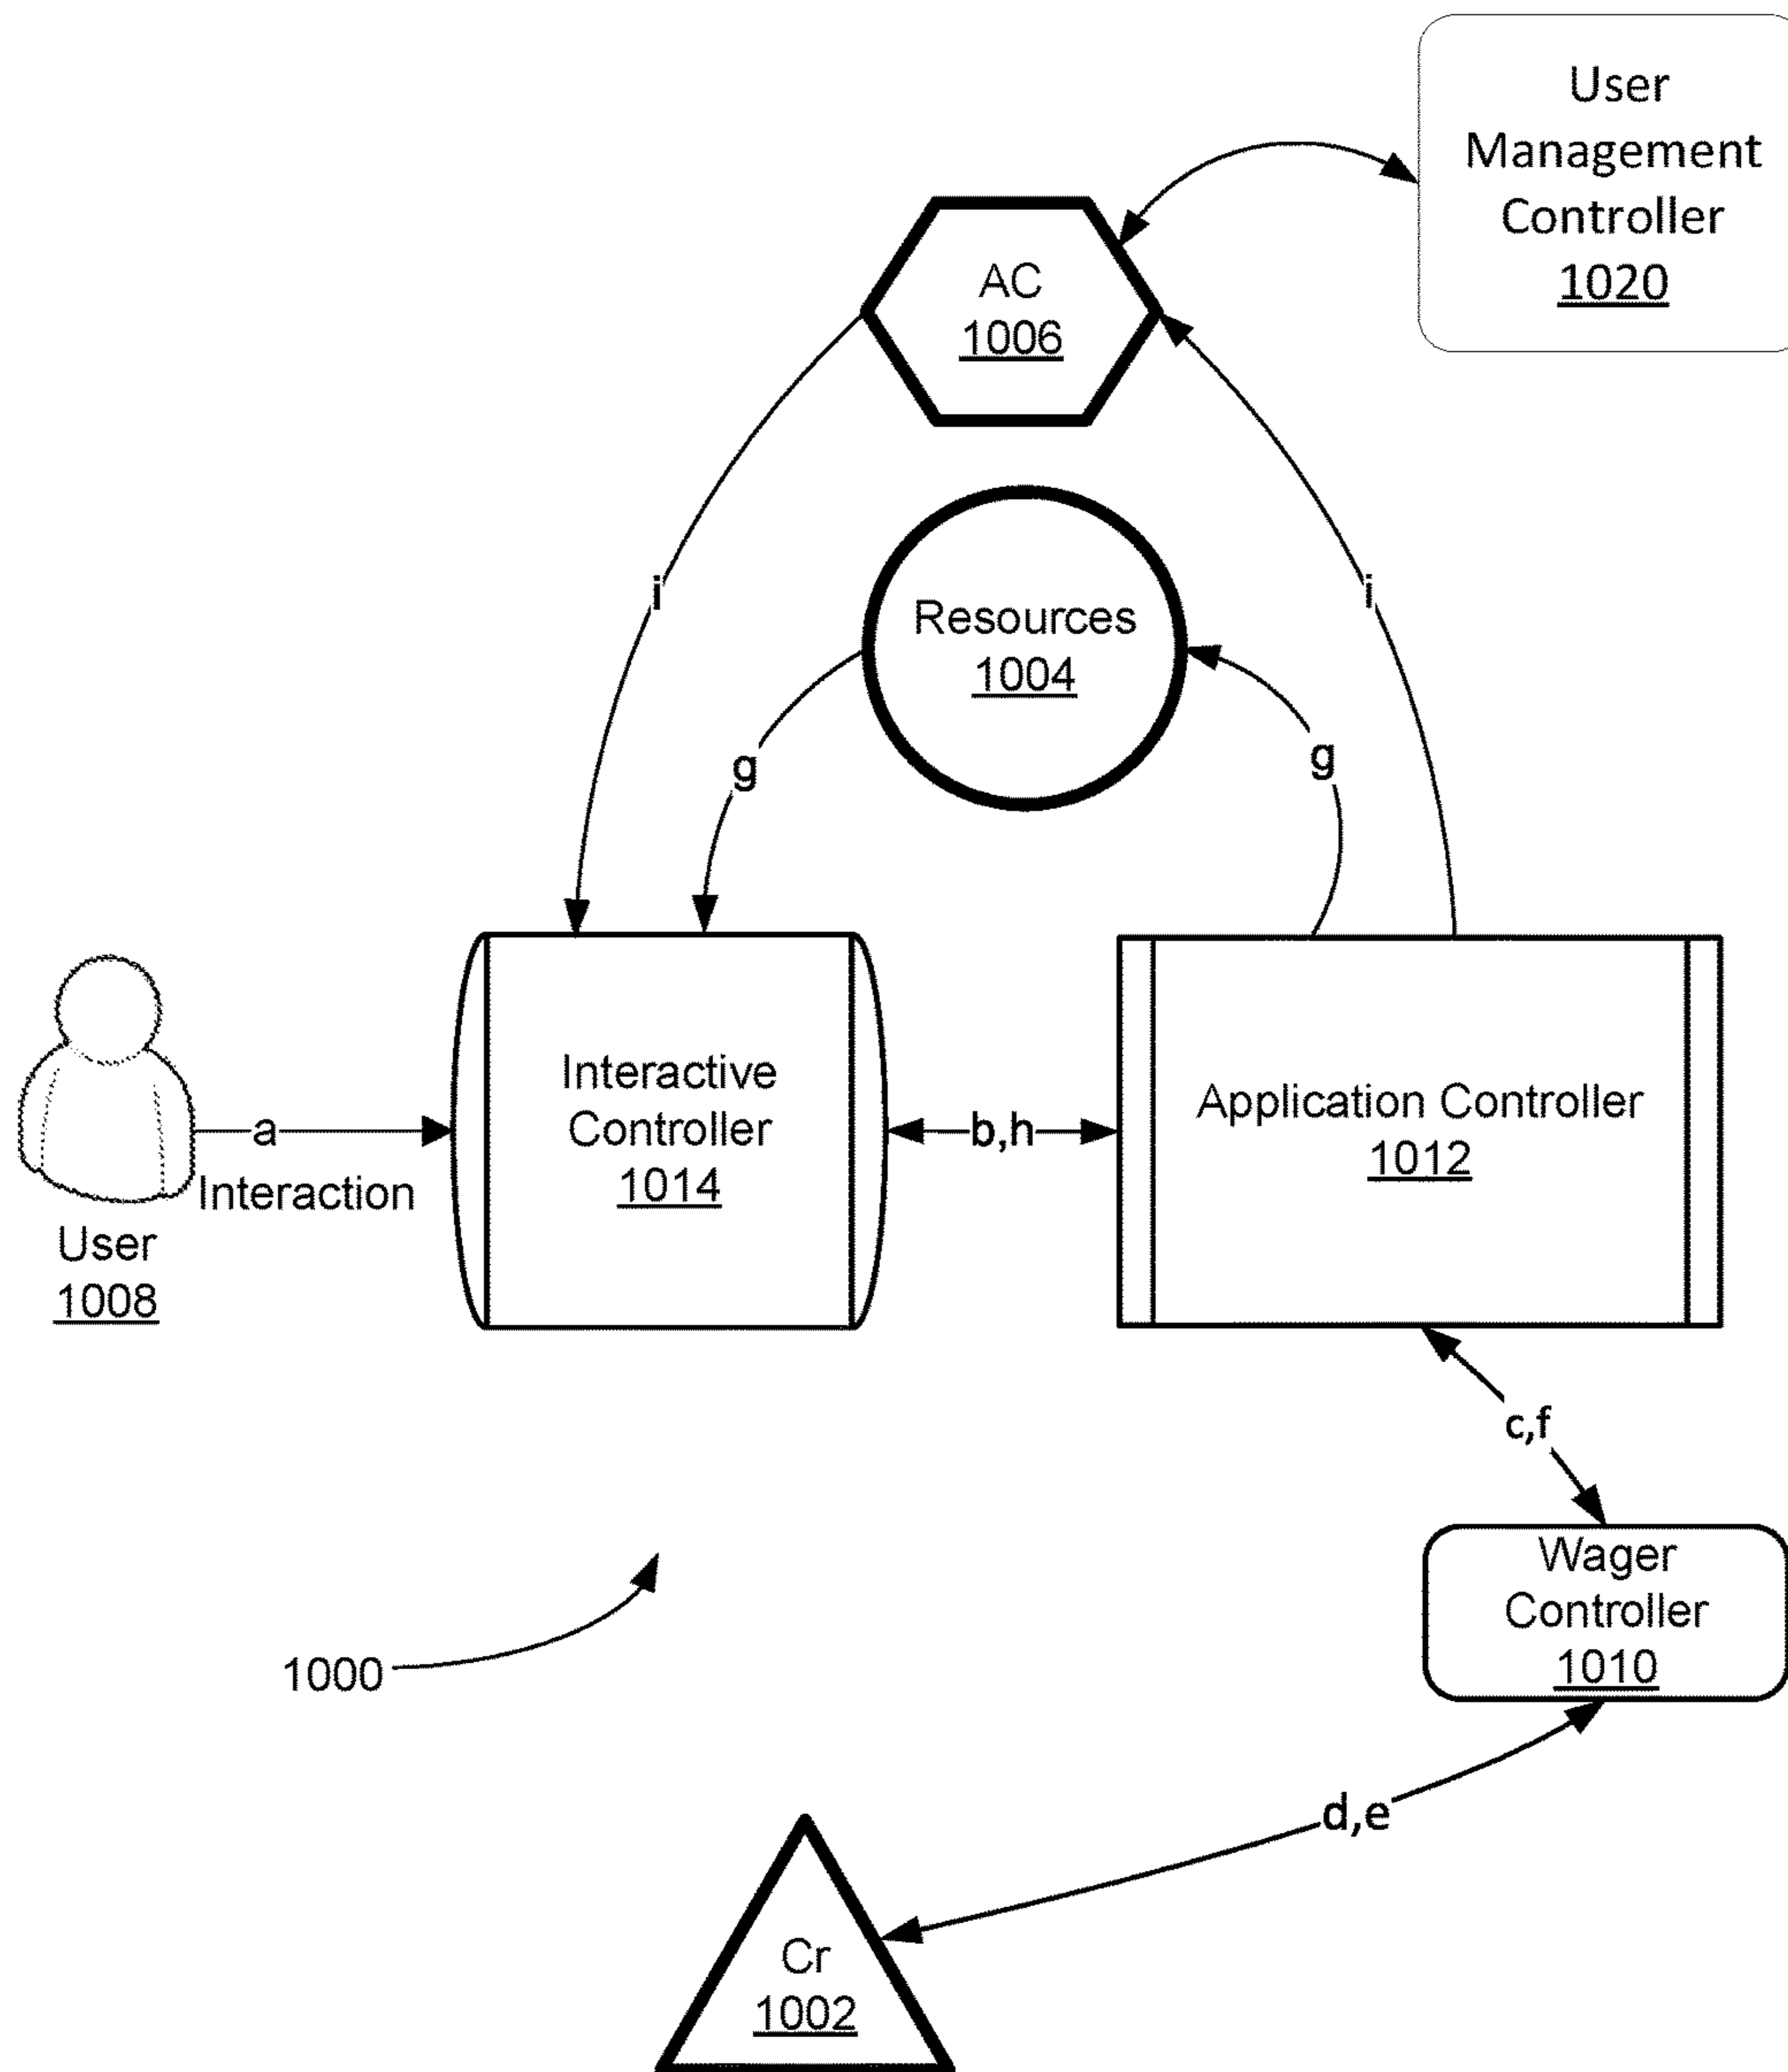 User
Management
Controller
1020
AC
1006
i
i
Resources
1004
g
g
Interactive
Controller
1014
Application Controller
1012
a
Interaction
b,h
User
1008
c,f
Wager
Controller
1010
1000
d,e
Cr
1002